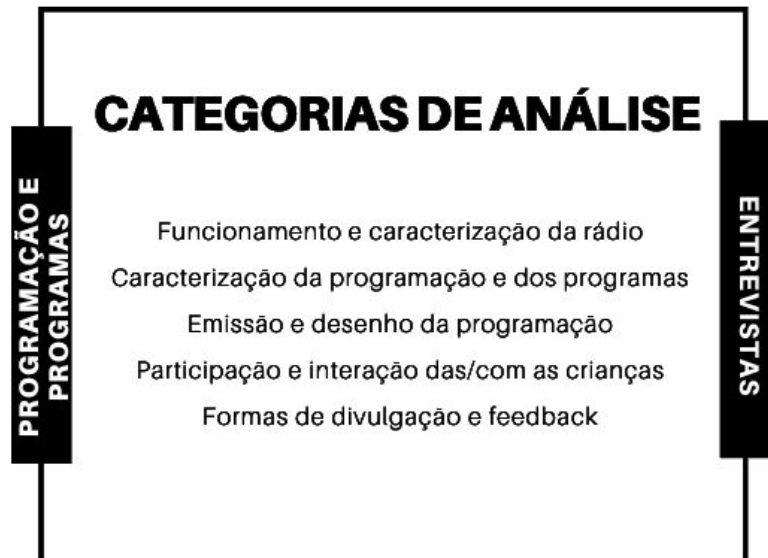 CATEGORIAS DE ANÁLISE
PROGRAMAÇÃO E
PROGRAMAS
Funcionamento e caracterização da rádio
Caracterização da programação e dos programas
Emissão e desenho da programação
Participação e interação das/com as crianças
Formas de divulgação e feedback
ENTREVISTAS